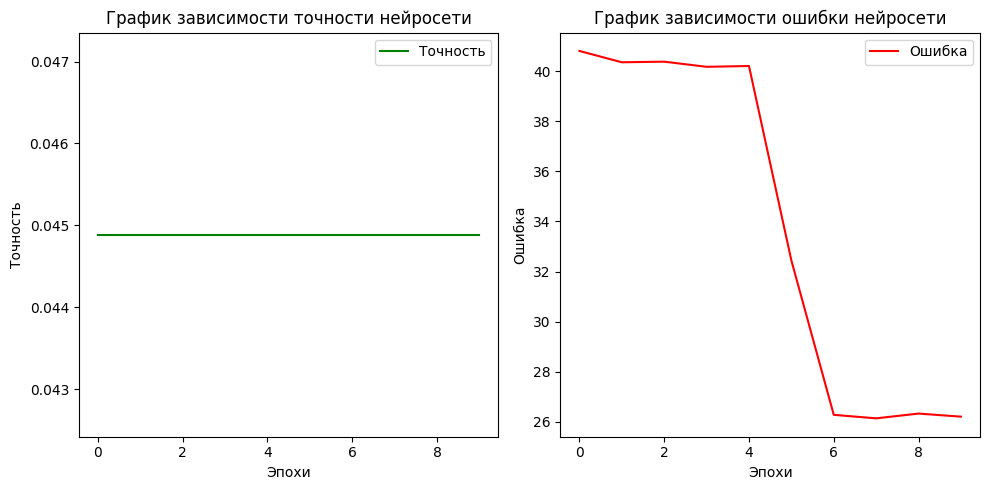 График зависимости точности нейросети
Точность
0.047
0.046
0.045
0.044
0.043
Точность
0 2 4 6 8
Эпохи
График зависимости ошибки нейросети
Ошибка
40
38
36
34
32
30
28
26
Ошибка
0 2 4 6 8
Эпохи